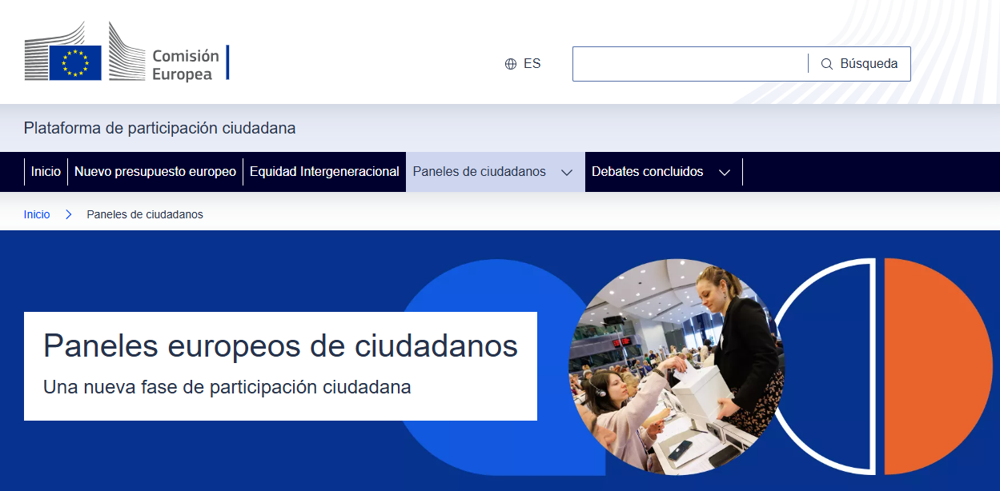 Comisión
Europea
ES
Búsqueda
Plataforma de participación ciudadana
Inicio
Nuevo presupuesto europeo
Equidad Intergeneracional
Paneles de ciudadanos
Debates concluidos
Inicio
Paneles de ciudadanos
Paneles europeos de ciudadanos
Una nueva fase de participación ciudadana